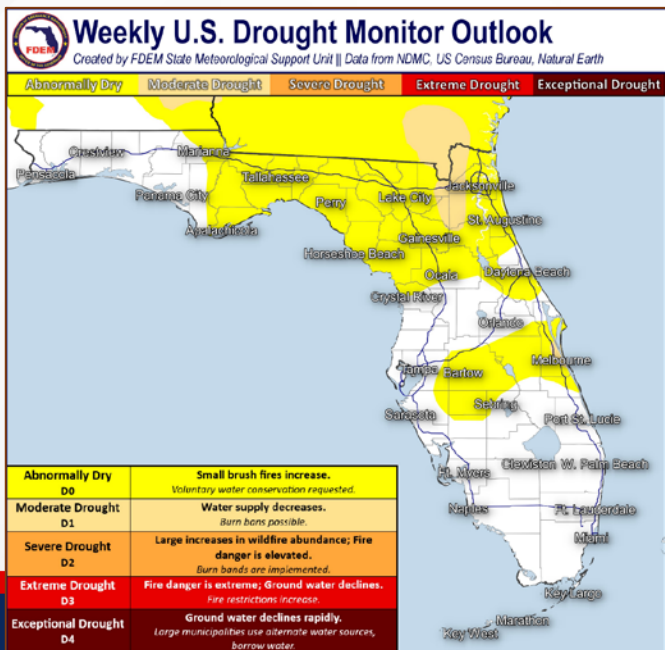 FDEM
Weekly U.S. Drought Monitor Outlook
Created by FDEM State Meteorological Support Unit || Data from NDMC, US Census Bureau, Natural Earth
Abnormally Dry Moderate Drought Severe Drought Extreme Drought Exceptional Drought
Crestview
Marianna
Pensacola
Tallahassee
Jacksonville
Panama City
Perry
Lake City
Apalachicola
St. Augustine
Gainesville
Horseshoe Beach
Ocala
Daytona Beach
Crystal River
Orlando
Melbourne
Tampa
Bartow
Sebring
Sarasota
Port St. Lucie
Ft. Myers
Clewiston
W. Palm Beach
Naples
Ft. Lauderdale
Miami
Key Largo
Marathon
Key West
Abnormally Dry
D0
Small brush fires increase.
Voluntary water conservation requested.
Moderate Drought
D1
Water supply decreases.
Burn bans possible.
Severe Drought
D2
Large increases in wildfire abundance; Fire
danger is elevated.
Burn bands are implemented.
Extreme Drought
D3
Fire danger is extreme; Ground water declines.
Fire restrictions increase.
Exceptional Drought
D4
Ground water declines rapidly.
Large municipalities use alternate water sources,
borrow water.